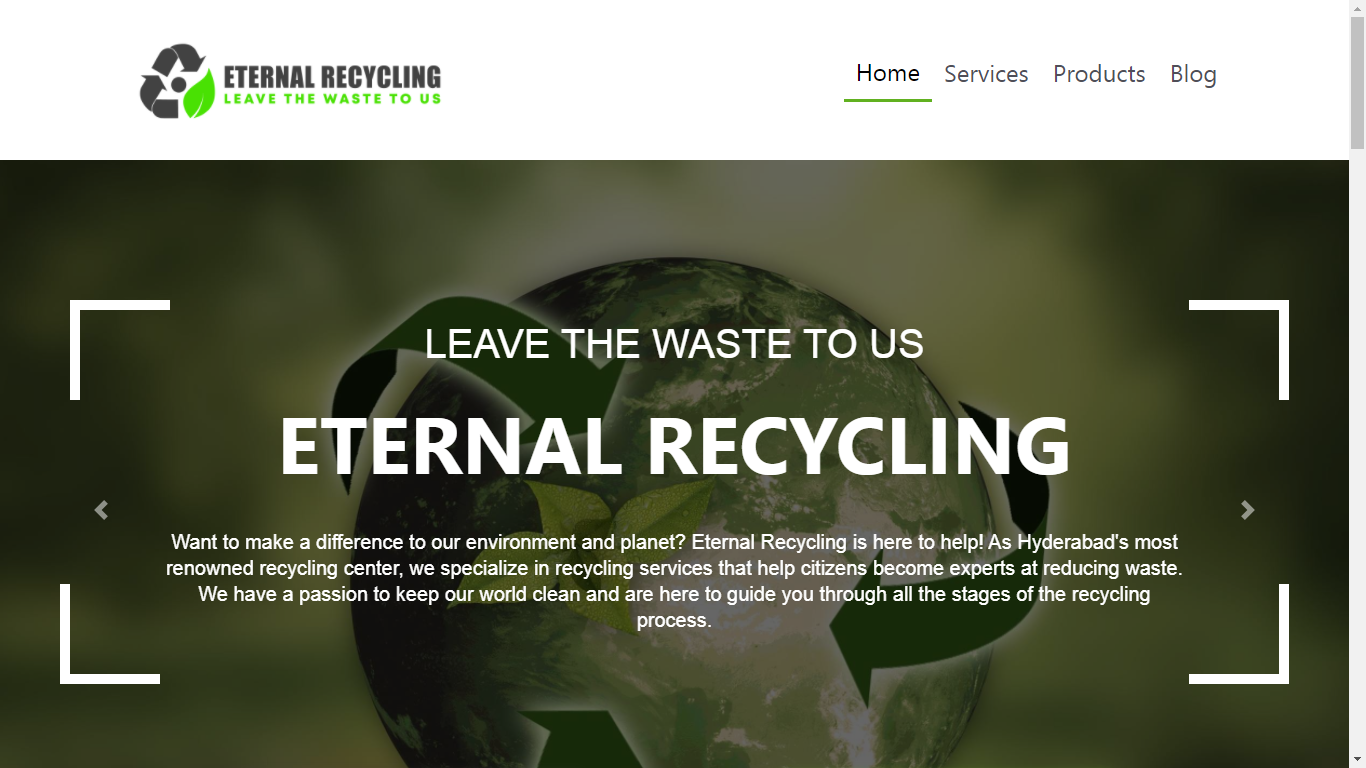 ETERNAL RECYCLING
LEAVE THE WASTE TO US
Home Services Products Blog
LEAVE THE WASTE TO US
ETERNAL RECYCLING
Want to make a difference to our environment and planet? Eternal Recycling is here to help! As Hyderabad's most
renowned recycling center, we specialize in recycling services that help citizens become experts at reducing waste.
We have a passion to keep our world clean and are here to guide you through all the stages of the recycling
process.